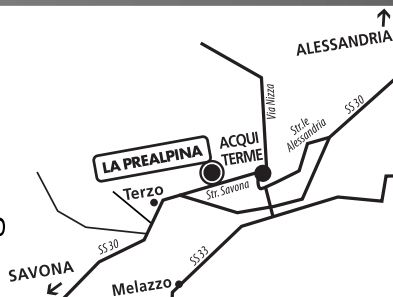 ALESSANDRIA
Via Nizza
SS30
Str.le
Alessandria
ACQUI
TERME
LA PREALPINA
Str. Savona
Terzo
SS30
SS33
SAVONA
Melazzo